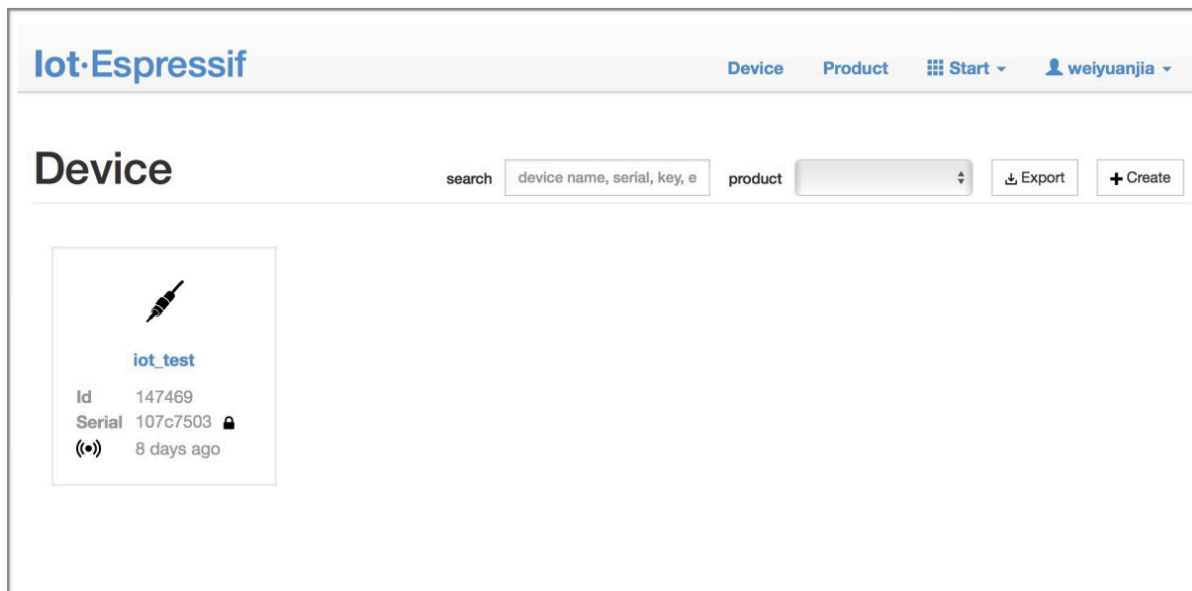 Iot·Espressif
Device Product Start weiyuanjia
Device
search device name, serial, key, e product Export Create
iot_test
Id 147469
Serial 107c7503
8 days ago